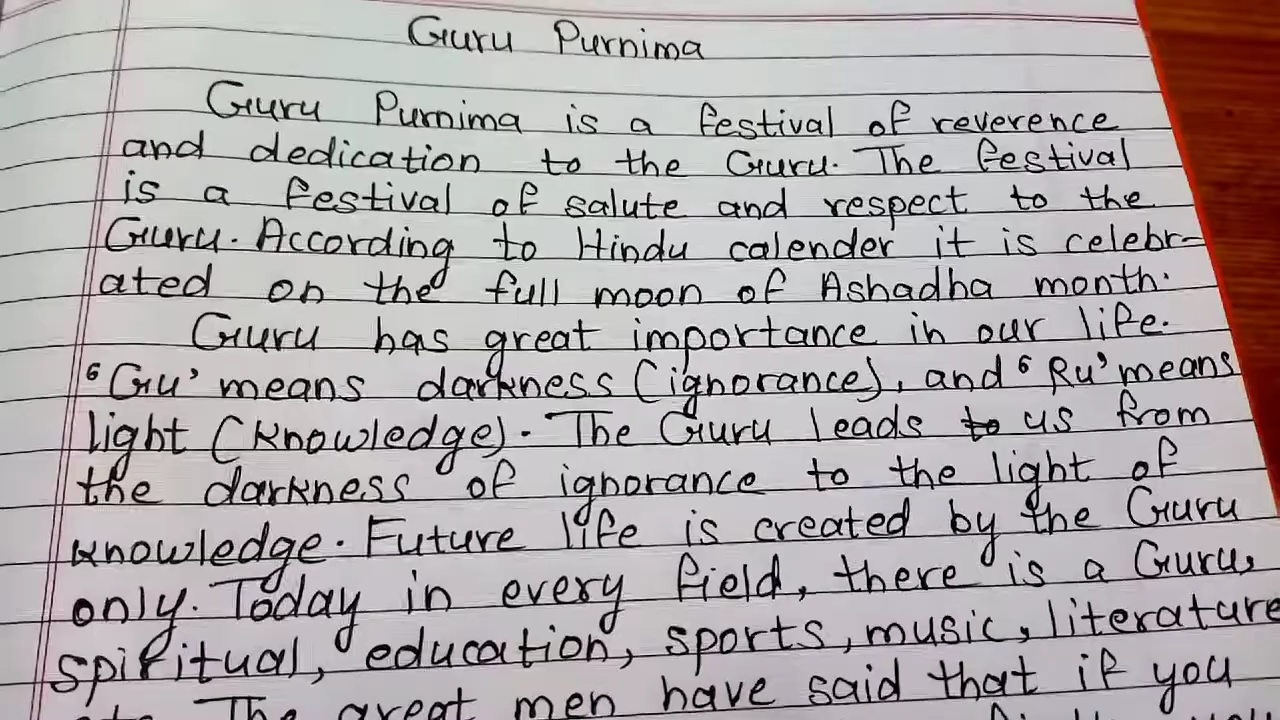 Guru Purnima
Guru Purnima is a festival of reverence
and dedication to the Guru. The festival
is a festival of salute and respect to the
Guru. According to Hindu calender it is celebr-
ated on the full moon of Ashadha month.
Guru has great importance in our life.
'Gu' means darkness (ignorance), and 'Ru' means
light (knowledge). The Guru leads to us from
the darkness of ignorance to the light of
knowledge. Future life is created by the Guru
only. Today in every field, there is a Guru,
spiritual, education, sports, music, literature
The great men have said that if you